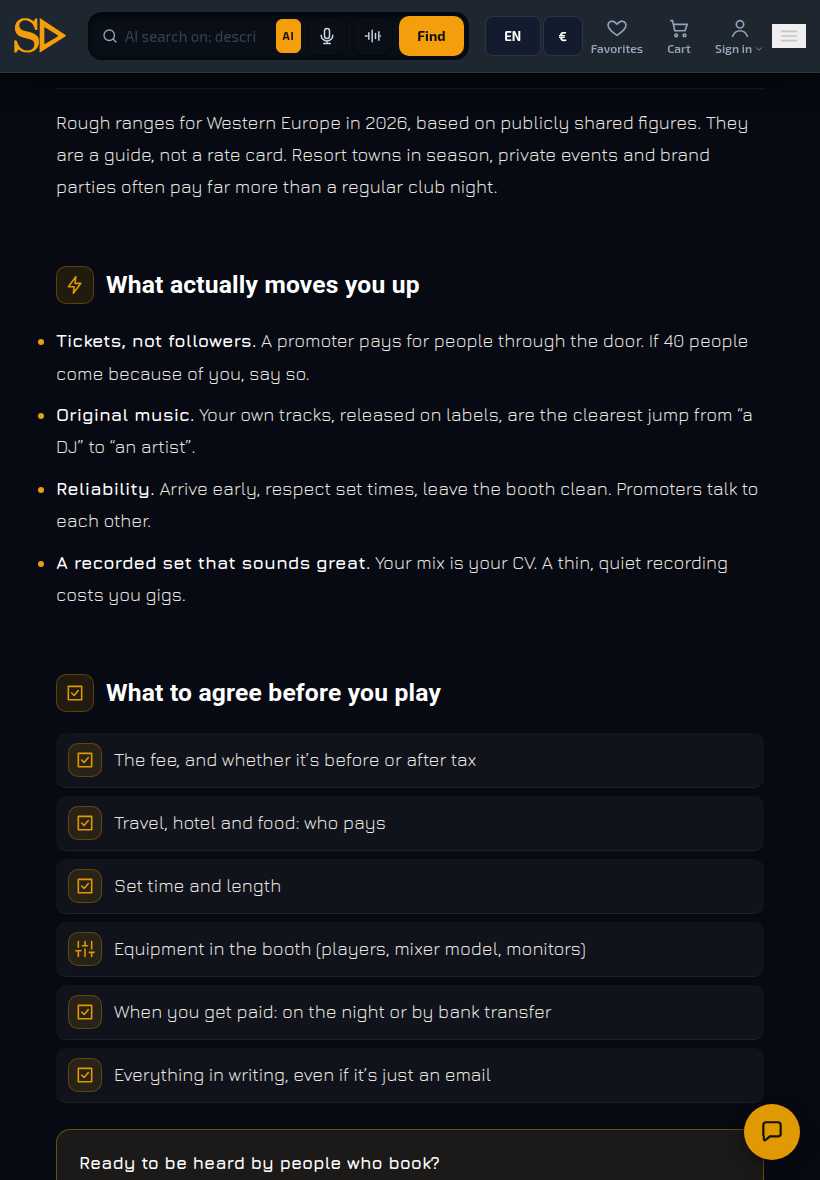 SD
AI search on: descri
AI
Find
EN
€
Favorites
Cart
Sign in
Rough ranges for Western Europe in 2026, based on publicly shared figures. They
are a guide, not a rate card. Resort towns in season, private events and brand
parties often pay far more than a regular club night.
What actually moves you up
Tickets, not followers. A promoter pays for people through the door. If 40 people
come because of you, say so.
Original music. Your own tracks, released on labels, are the clearest jump from “a
DJ” to “an artist”.
Reliability. Arrive early, respect set times, leave the booth clean. Promoters talk to
each other.
A recorded set that sounds great. Your mix is your CV. A thin, quiet recording
costs you gigs.
What to agree before you play
The fee, and whether it’s before or after tax
Travel, hotel and food: who pays
Set time and length
Equipment in the booth (players, mixer model, monitors)
When you get paid: on the night or by bank transfer
Everything in writing, even if it’s just an email
Ready to be heard by people who book?